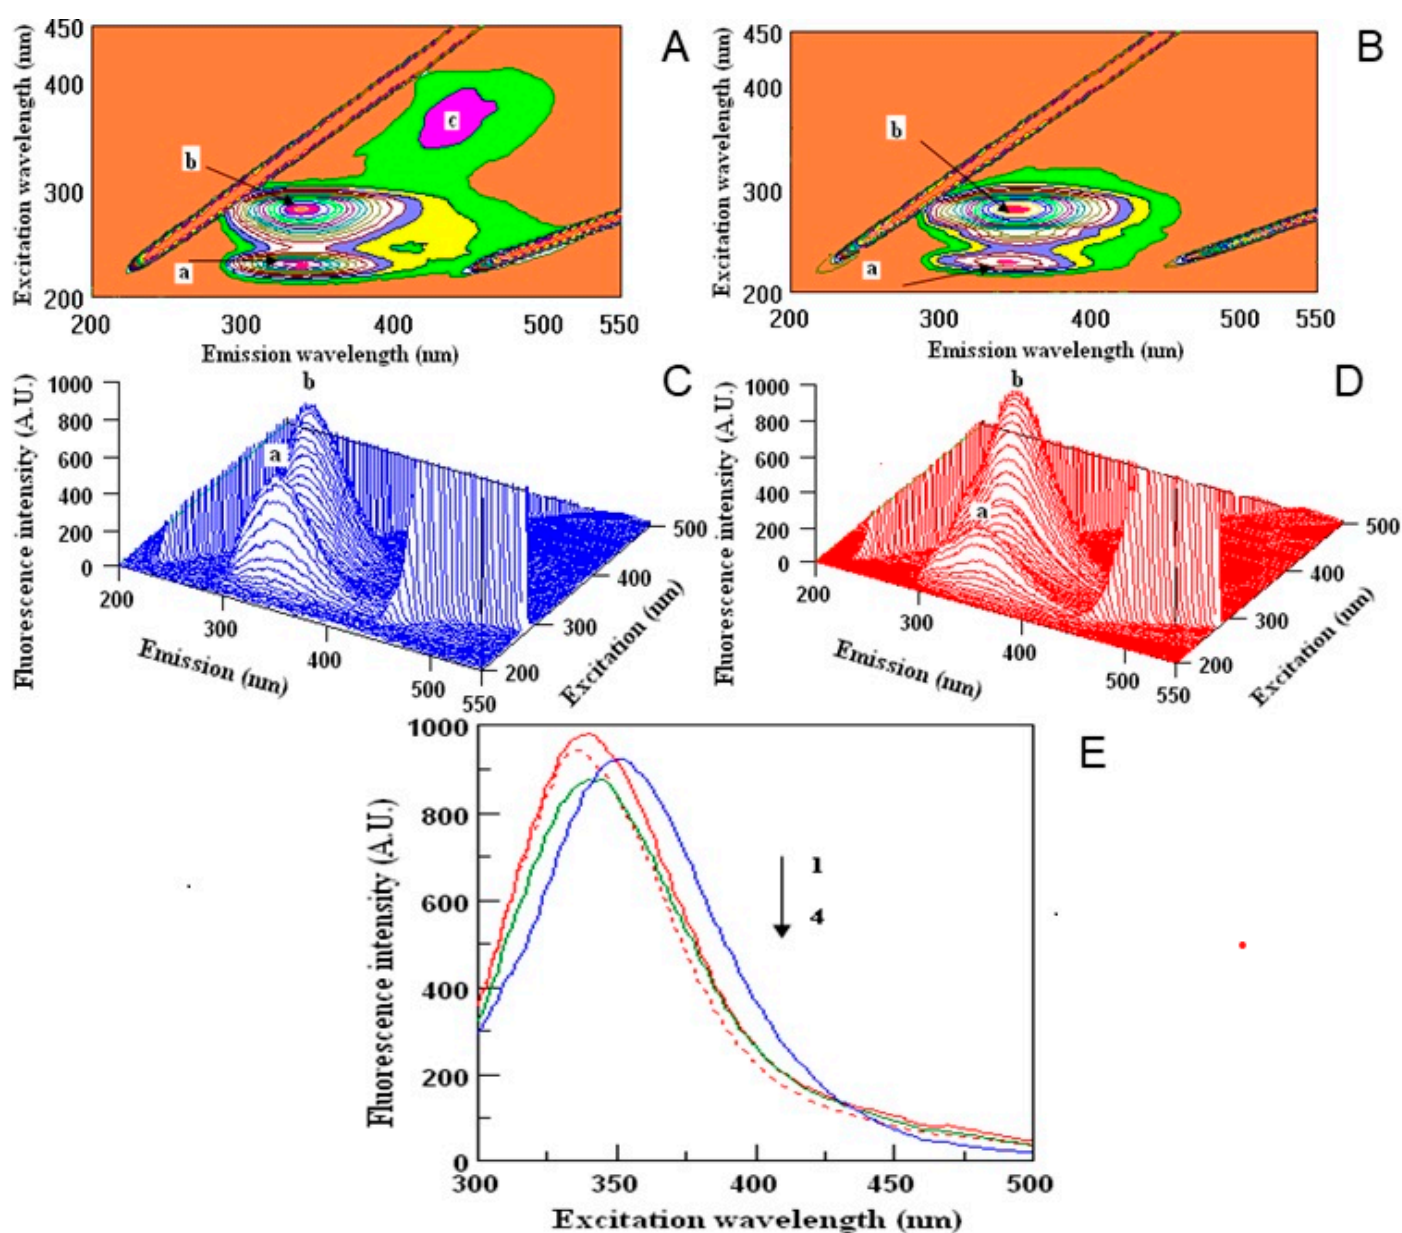 A
Excitation wavelength (nm)
450
400
300
200
a
b
c
200 300 400 500 550
Emission wavelength (nm)
B
Excitation wavelength (nm)
450
400
300
200
b
a
200 300 400 500 550
Emission wavelength (nm)
C
Fluorescence intensity (A.U.)
1000
800
600
400
200
0
b
a
200
300
400
500
550
Emission (nm)
200
300
400
500
Excitation (nm)
D
Fluorescence intensity (A.U.)
1000
800
600
400
200
0
b
a
200
300
400
500
550
Emission (nm)
200
300
400
500
Excitation (nm)
E
Fluorescence intensity (A.U.)
1000
800
600
400
200
0
1
4
300 350 400 450 500
Excitation wavelength (nm)